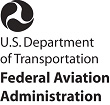 U.S. Department
of Transportation
Federal Aviation
Administration